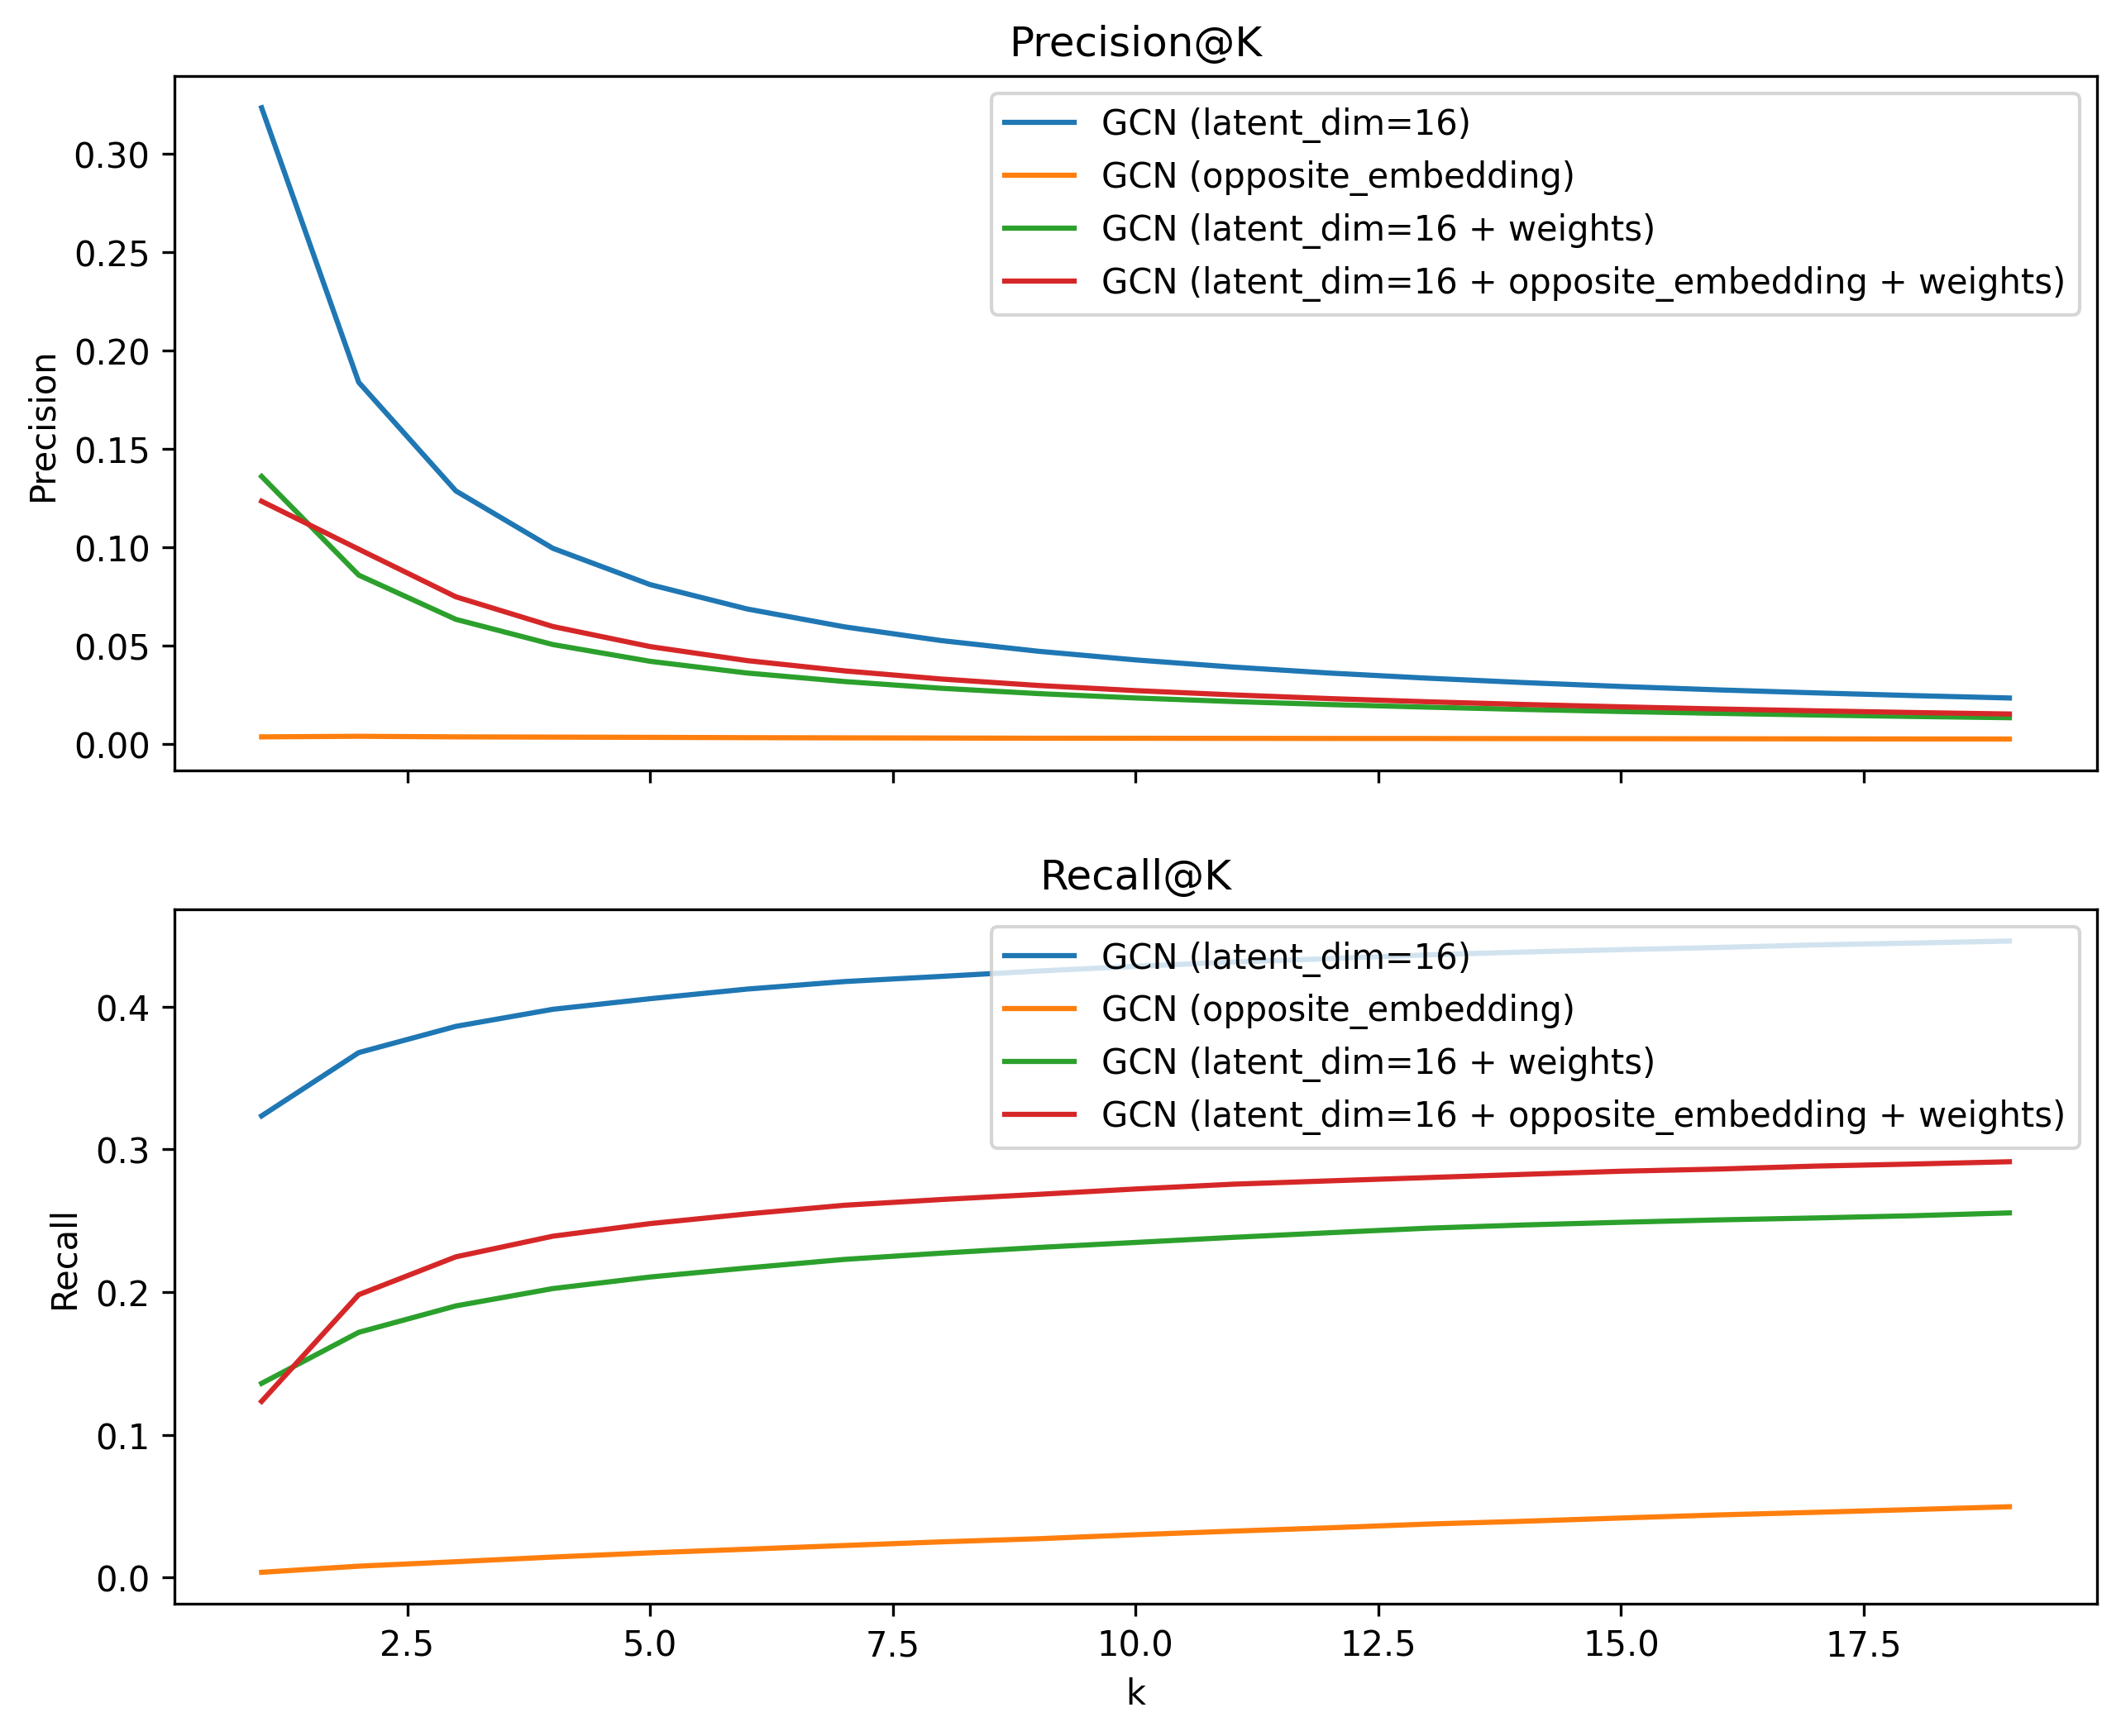 Precision@K
0.30
0.25
0.20
0.15
0.10
0.05
0.00
Precision
GCN (latent_dim=16)
GCN (opposite_embedding)
GCN (latent_dim=16 + weights)
GCN (latent_dim=16 + opposite_embedding + weights)
Recall@K
0.4
0.3
0.2
0.1
0.0
Recall
GCN (latent_dim=16)
GCN (opposite_embedding)
GCN (latent_dim=16 + weights)
GCN (latent_dim=16 + opposite_embedding + weights)
2.5 5.0 7.5 10.0 12.5 15.0 17.5
k